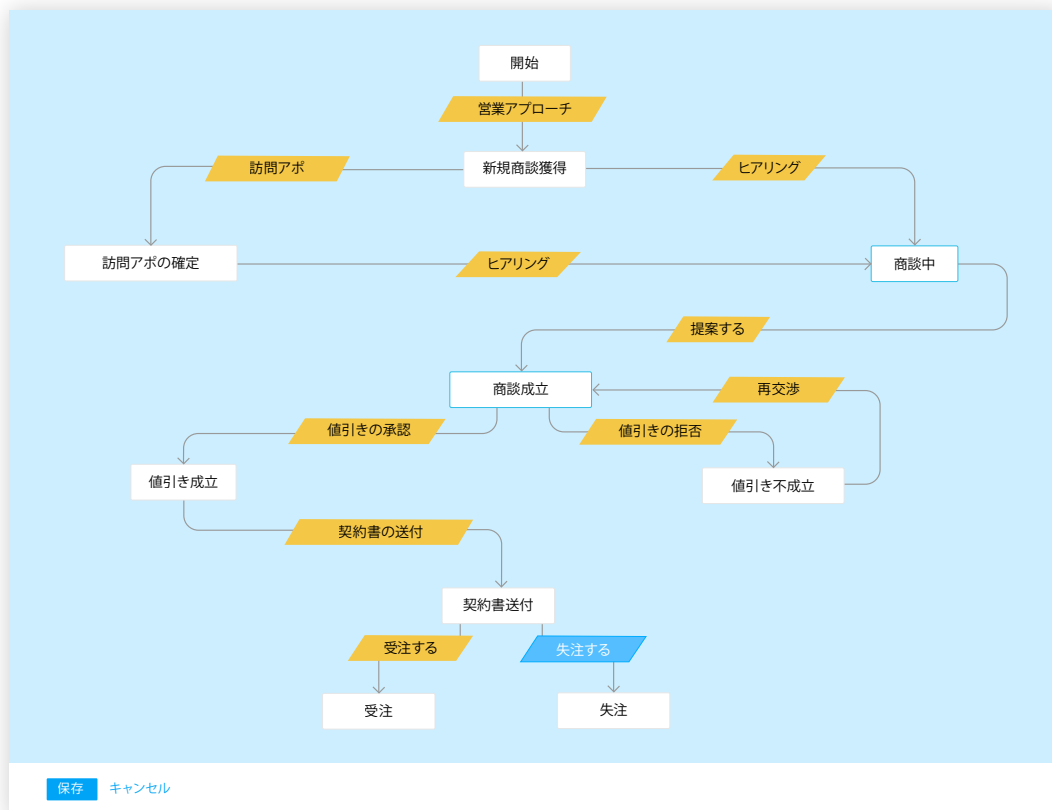 開始
営業アプローチ
訪問アポ
新規商談獲得
ヒアリング
訪問アポの確定
ヒアリング
商談中
提案する
商談成立
再交渉
値引きの承認
値引きの拒否
値引き成立
値引き不成立
契約書の送付
契約書送付
受注する
失注する
受注
失注
保存
キャンセル